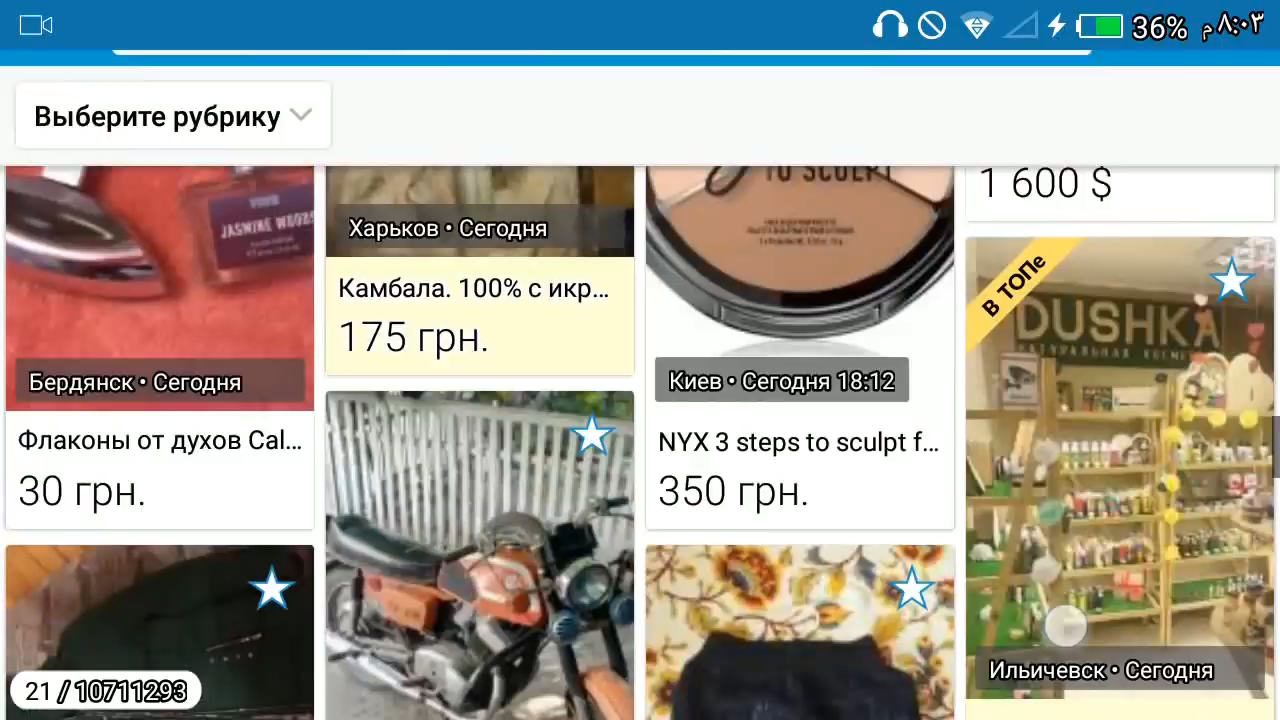 36% ٨:٠٣ م
Выберите рубрику
JASMINE WOODS
Бердянск • Сегодня
Флаконы от духов Cal...
30 грн.
21 / 10711293
Харьков • Сегодня
Камбала. 100% с икр...
175 грн.
TO SCULPT
Киев • Сегодня 18:12
NYX 3 steps to sculpt f...
350 грн.
1 600 $
В ТОПе
DUSHKA
Ильичевск • Сегодня